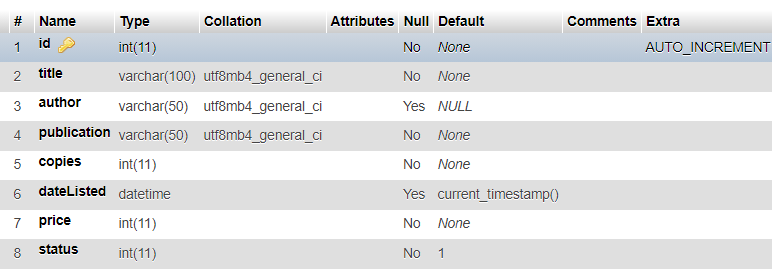 # Name Type Collation Attributes Null Default Comments Extra
1 id int(11) No None AUTO_INCREMENT
2 title varchar(100) utf8mb4_general_ci No None
3 author varchar(50) utf8mb4_general_ci Yes NULL
4 publication varchar(50) utf8mb4_general_ci No None
5 copies int(11) No None
6 dateListed datetime Yes current_timestamp()
7 price int(11) No None
8 status int(11) No 1